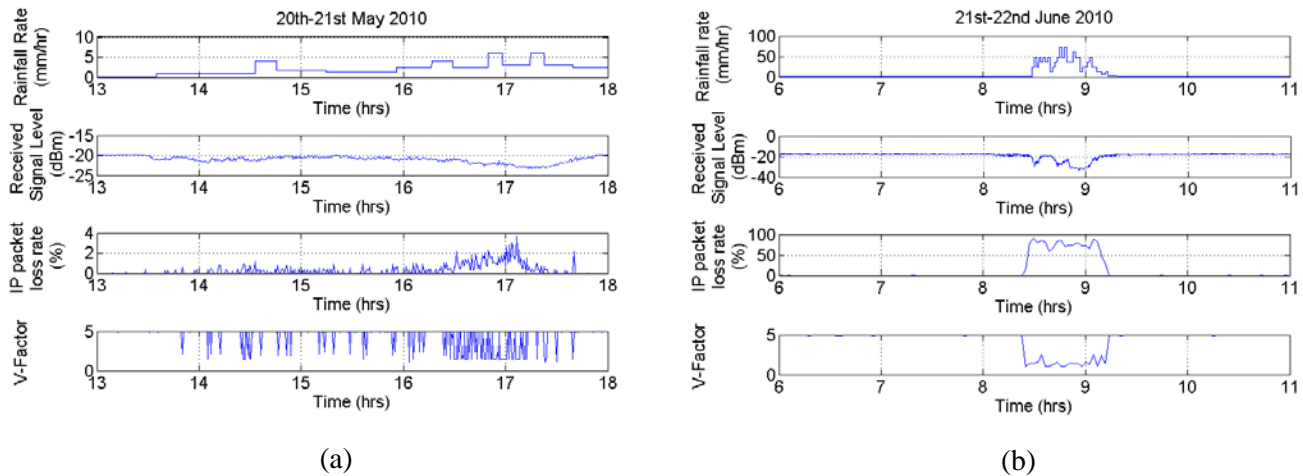 20th-21st May 2010
Rainfall Rate
(mm/hr)
10
5
0
13 14 15 16 17 18
Time (hrs)
Received
Signal Level
(dBm)
-15
-20
-25
13 14 15 16 17 18
Time (hrs)
IP packet
loss rate
(%)
4
2
0
13 14 15 16 17 18
Time (hrs)
V-Factor
5
0
13 14 15 16 17 18
Time (hrs)
(a)
21st-22nd June 2010
Rainfall rate
(mm/hr)
100
50
0
6 7 8 9 10 11
Time (hrs)
Received
Signal Level
(dBm)
0
-20
-40
6 7 8 9 10 11
Time (hrs)
IP packet
loss rate
(%)
100
50
0
6 7 8 9 10 11
Time (hrs)
V-Factor
5
0
6 7 8 9 10 11
Time (hrs)
(b)